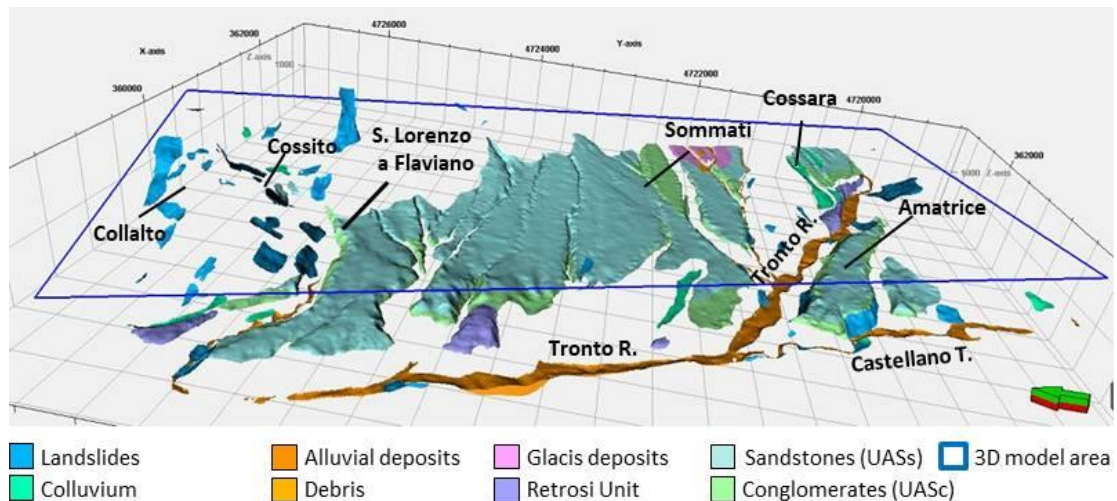 4726000
362000
Y-axis
X-axis
Z-axis
4724000
1000
4722000
360000
4720000
Cossara
S. Lorenzo
a Flaviano
Sommati
Cossito
362000
Z-axis
Amatrice
Collalto
Tronto R.
Tronto R.
Castellano T.
Landslides
Alluvial deposits
Glacis deposits
Sandstones (UASs)
3D model area
Colluvium
Debris
Retrosi Unit
Conglomerates (UASc)